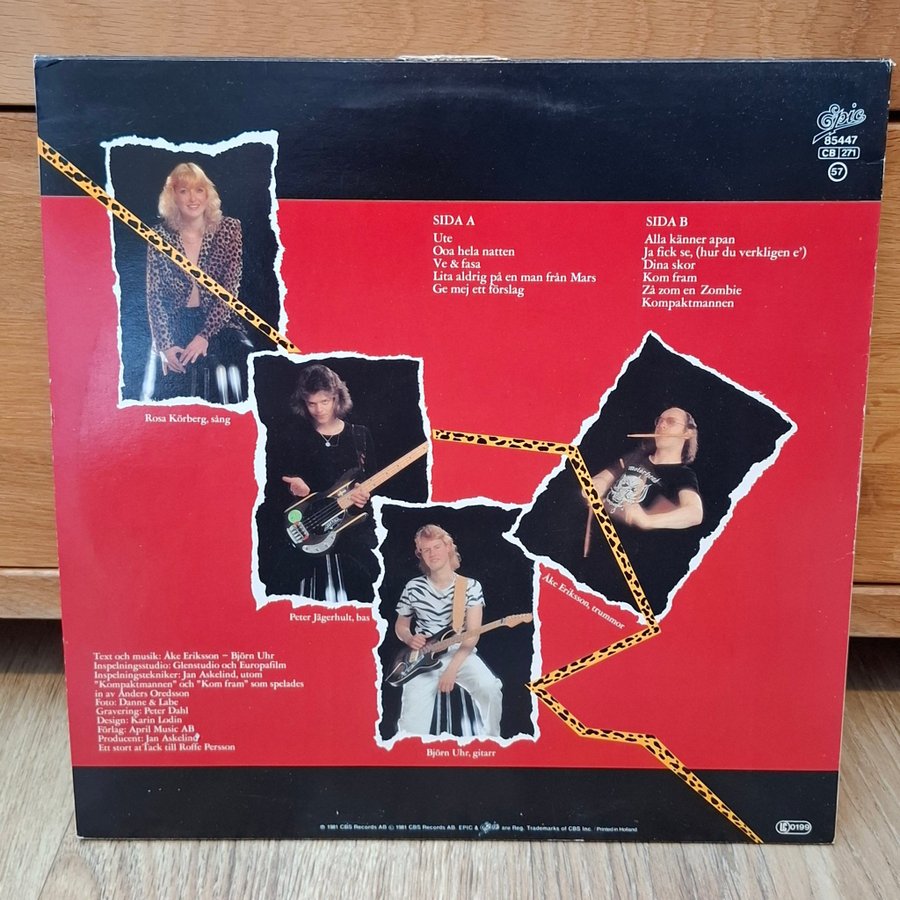 Epic
85447
CB 271
57
SIDA A
Ute
Ooa hela natten
Ve & fasa
Lita aldrig på en man från Mars
Ge mej ett förslag
SIDA B
Alla känner apan
Ja fick se, (hur du verkligen e')
Dina skor
Kom fram
Zå zom en Zombie
Kompaktmannen
Rosa Körberg, sång
Peter Jägerhult, bas
motörhead
Åke Eriksson, trummor
Björn Uhr, gitarr
Text och musik: Åke Eriksson – Björn Uhr
Inspelningsstudio: Glenstudio och Europafilm
Inspelningstekniker: Jan Askelind, utom
"Kompaktmannen" och "Kom fram" som spelades
in av Anders Oredsson
Foto: Danne & Labe
Gravering: Peter Dahl
Design: Karin Lodin
Förlag: April Music AB
Producent: Jan Askelind
Ett stort atTack till Roffe Persson
℗ 1981 CBS Records AB © 1981 CBS Records AB. EPIC & Epic are Reg. Trademarks of CBS Inc. / Printed in Holland
LC 0199